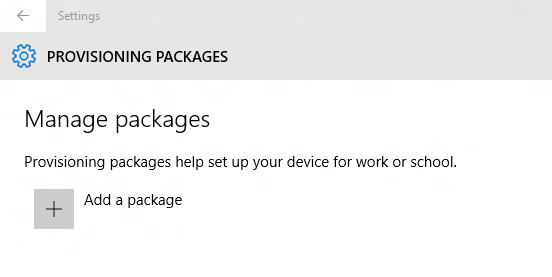 Settings
PROVISIONING PACKAGES
Manage packages
Provisioning packages help set up your device for work or school.
Add a package